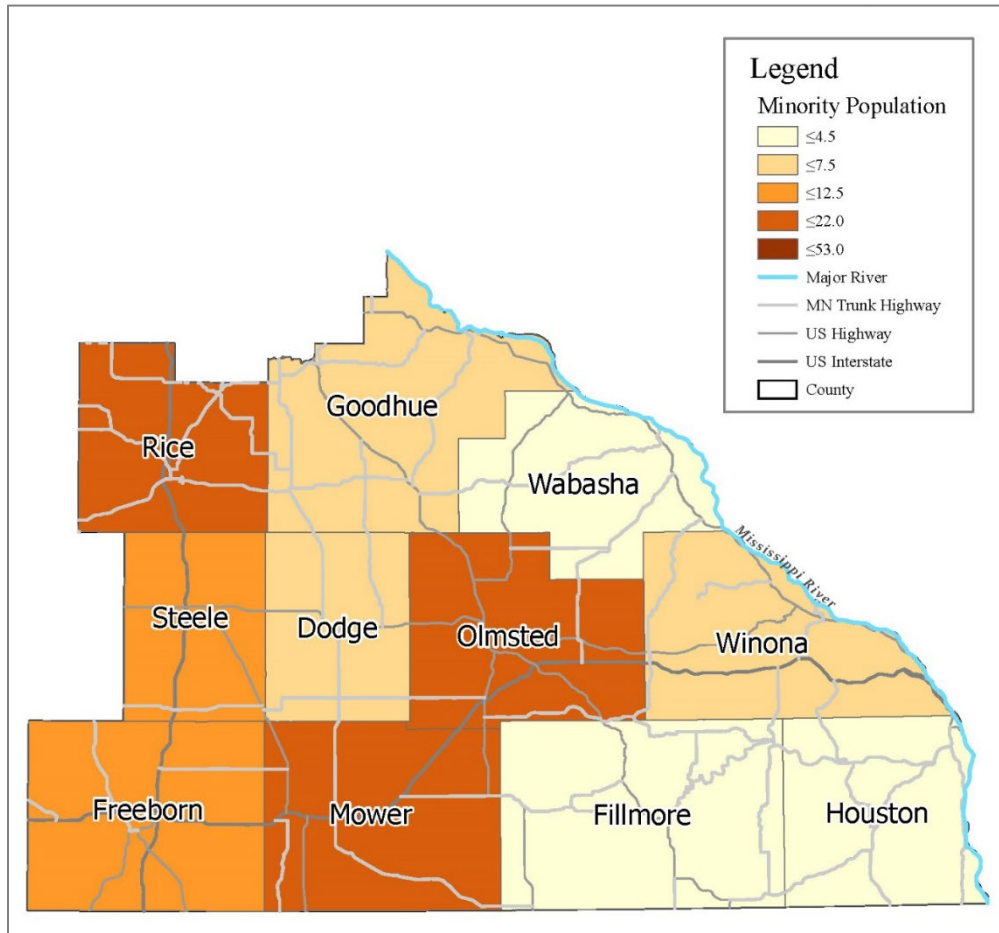 Legend
Minority Population
≤4.5
≤7.5
≤12.5
≤22.0
≤53.0
Major River
MN Trunk Highway
US Highway
US Interstate
County
Goodhue
Rice
Wabasha
Mississippi River
Steele
Dodge
Olmsted
Winona
Freeborn
Mower
Fillmore
Houston